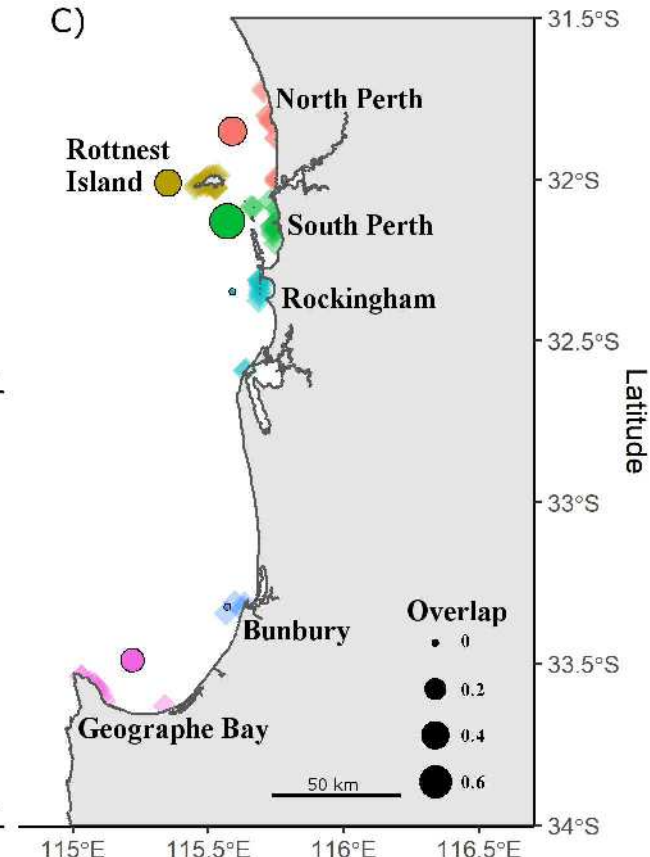 C)
31.5°S
North Perth
Rottnest
Island
32°S
South Perth
Rockingham
32.5°S
Latitude
33°S
Overlap
0
Bunbury
33.5°S
0.2
Geographe Bay
0.4
50 km
0.6
34°S
115°E
115.5°E
116°E
116.5°E